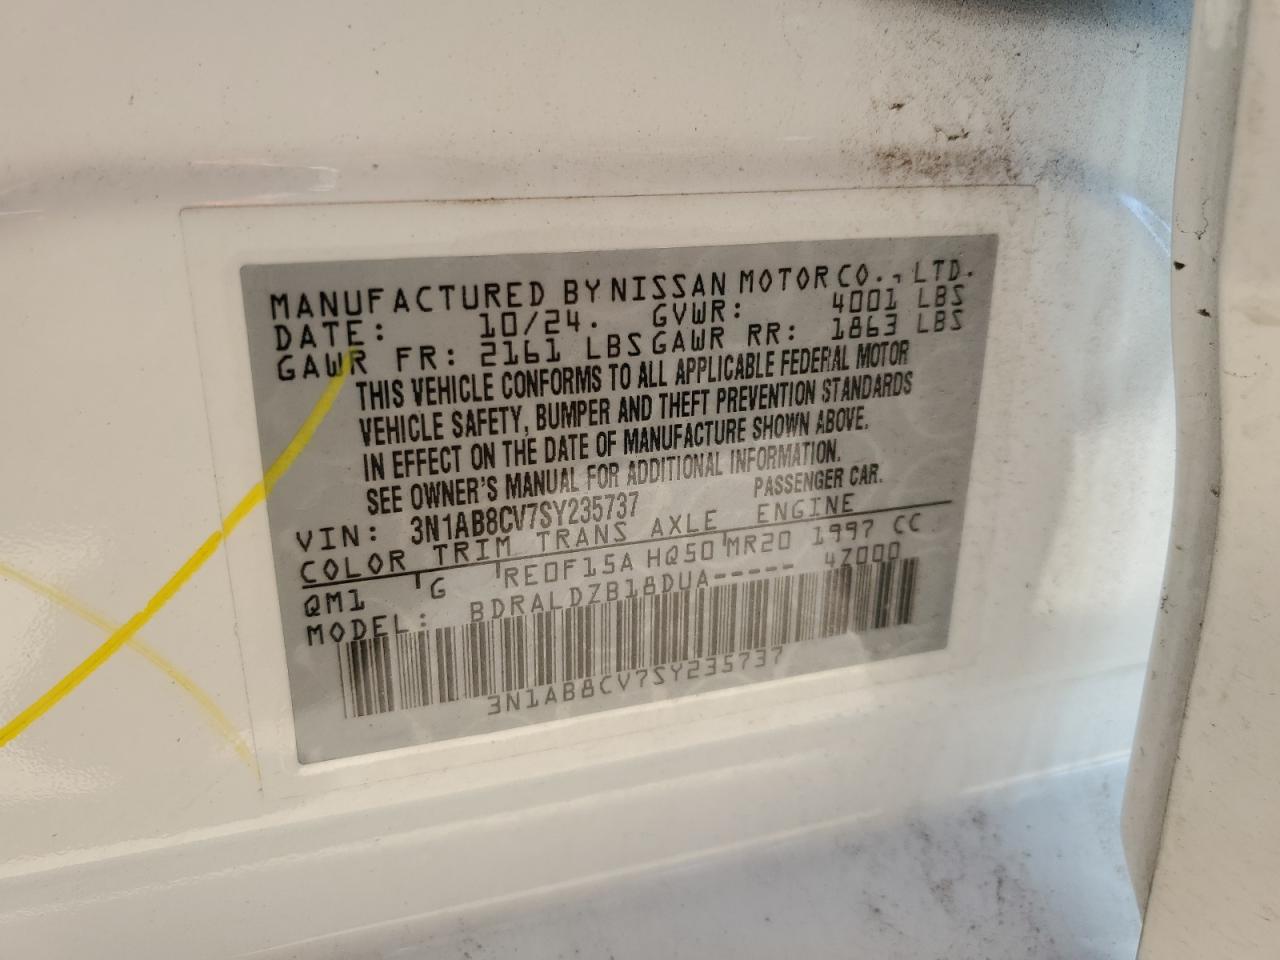 MANUFACTURED BY NISSAN MOTOR CO., LTD.
DATE: 10/24. GVWR: 4001 LBS
GAWR FR: 2161 LBS GAWR RR: 1863 LBS
THIS VEHICLE CONFORMS TO ALL APPLICABLE FEDERAL MOTOR
VEHICLE SAFETY, BUMPER AND THEFT PREVENTION STANDARDS
IN EFFECT ON THE DATE OF MANUFACTURE SHOWN ABOVE.
SEE OWNER'S MANUAL FOR ADDITIONAL INFORMATION.
VIN: 3N1AB8CV7SY235737 PASSENGER CAR.
COLOR TRIM TRANS AXLE ENGINE
QM1 G RE0F15A HQ50 MR20 1997 CC
MODEL: BDRALDZB18DUA----- 4Z000
3N1AB8CV7SY235737